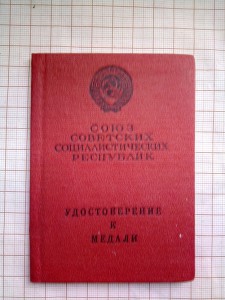 СОЮЗ
СОВЕТСКИХ
СОЦИАЛИСТИЧЕСКИХ
РЕСПУБЛИК
УДОСТОВЕРЕНИЕ
К
МЕДАЛИ